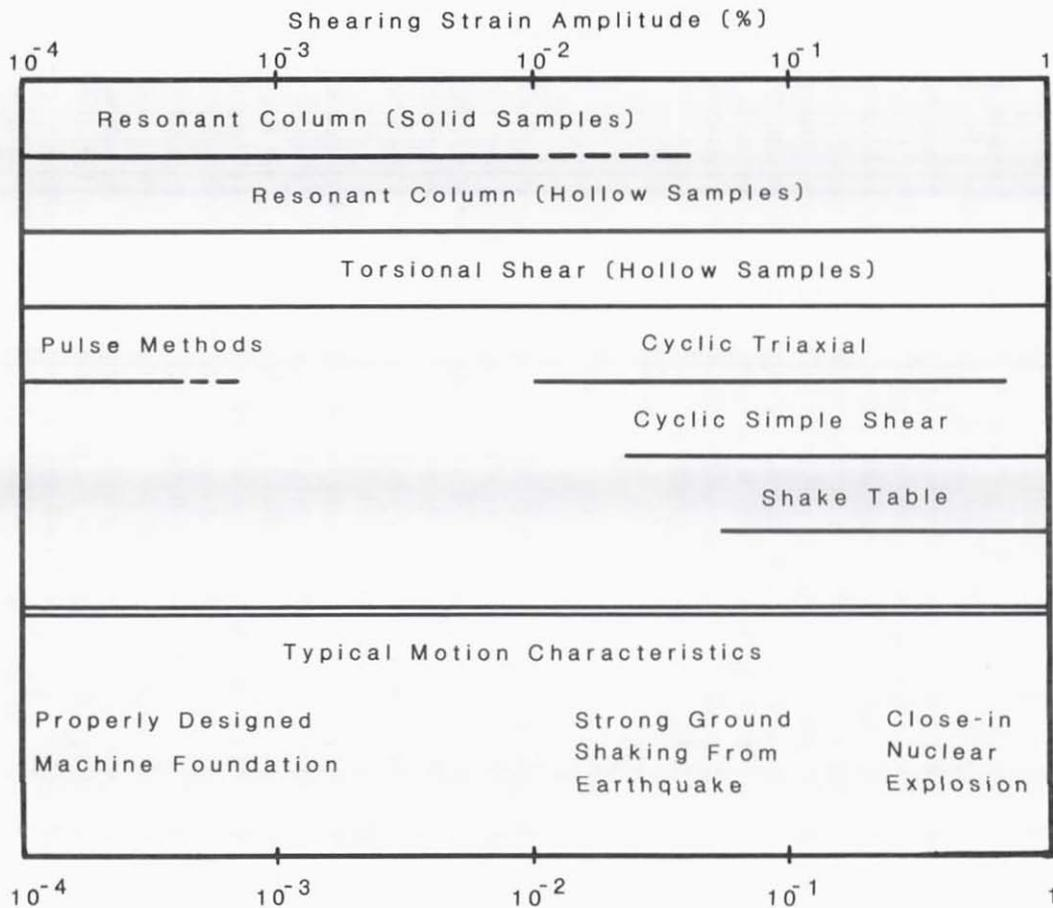 Shearing Strain Amplitude (%)
10⁻⁴ 10⁻³ 10⁻² 10⁻¹ 1
Resonant Column (Solid Samples)
Resonant Column (Hollow Samples)
Torsional Shear (Hollow Samples)
Pulse Methods
Cyclic Triaxial
Cyclic Simple Shear
Shake Table
Typical Motion Characteristics
Properly Designed
Machine Foundation
Strong Ground
Shaking From
Earthquake
Close-in
Nuclear
Explosion
10⁻⁴ 10⁻³ 10⁻² 10⁻¹ 1